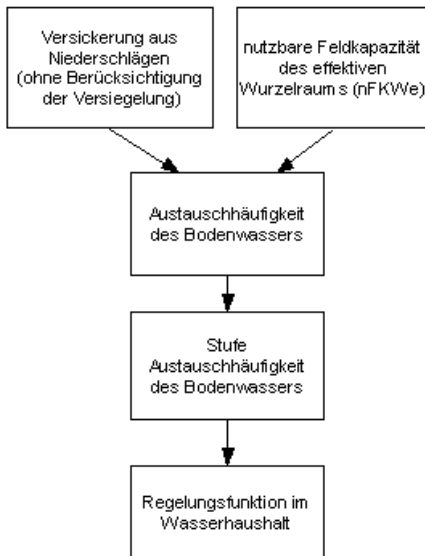 Versickerung aus
Niederschlägen
(ohne Berücksichtigung
der Versiegelung)
nutzbare Feldkapazität
des effektiven
Wurzelraums (nFKWe)
Austauschhäufigkeit
des Bodenwassers
Stufe
Austauschhäufigkeit
des Bodenwassers
Regelungsfunktion im
Wasserhaushalt